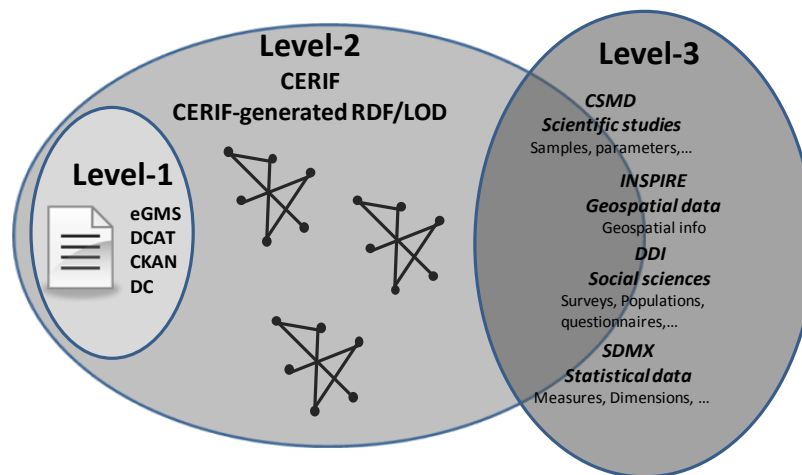 Level-2
CERIF
CERIF-generated RDF/LOD
Level-1
eGMS
DCAT
CKAN
DC
Level-3
CSMD
Scientific studies
Samples, parameters,...
INSPIRE
Geospatial data
Geospatial info
DDI
Social sciences
Surveys, Populations,
questionnaires,...
SDMX
Statistical data
Measures, Dimensions, ...